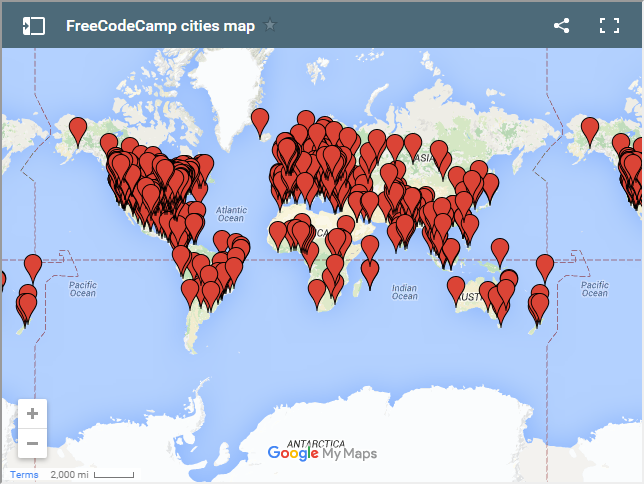 FreeCodeCamp cities map
ASIA
Atlantic
Ocean
Pacific
Ocean
Indian
Ocean
Pacific
Ocean
ANTARCTICA
Google My Maps
+
−
Terms
2,000 mi